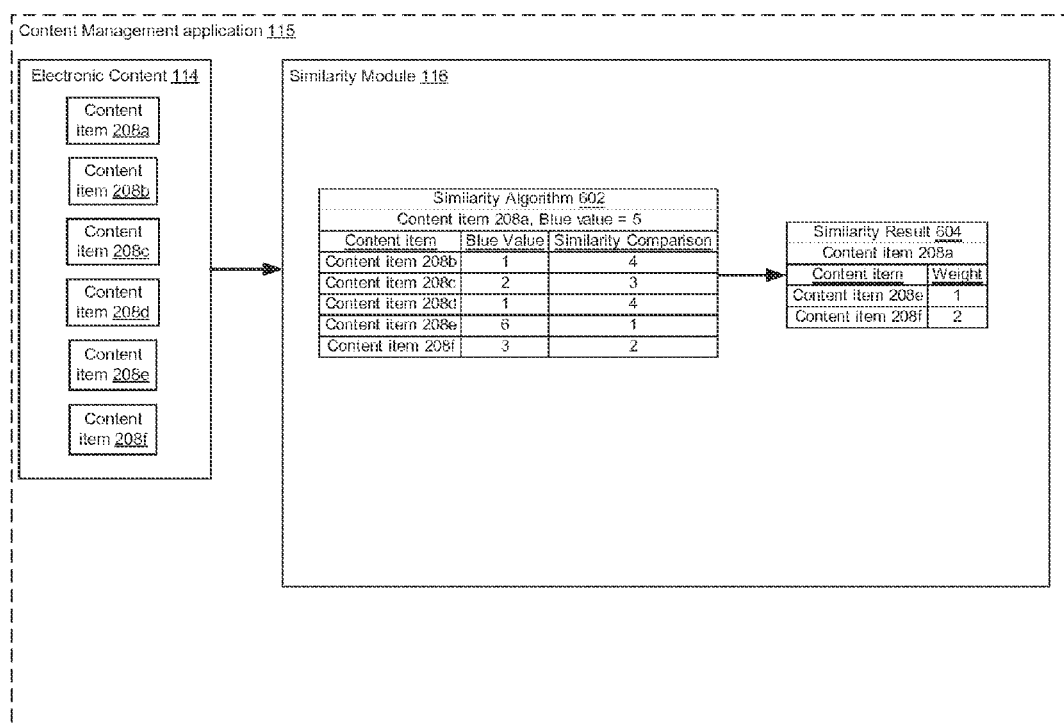 Content Management application 115
Electronic Content 114
Content
item 208a
Content
item 208b
Content
item 208c
Content
item 208d
Content
item 208e
Content
item 208f
Similarity Module 116
Similarity Algorithm 602
Content item 208a, Blue value = 5
Content item Blue Value Similarity Comparison
Content item 208b 1 4
Content item 208c 2 3
Content item 208d 1 4
Content item 208e 6 1
Content item 208f 3 2
Similarity Result 604
Content item 208a
Content item Weight
Content item 208e 1
Content item 208f 2